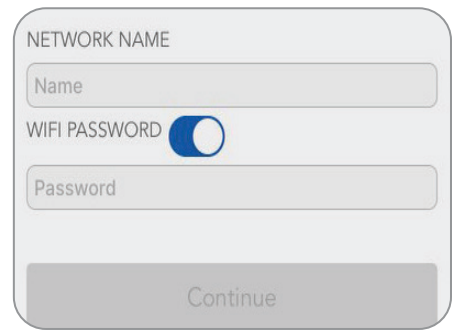 NETWORK NAME
Name
WIFI PASSWORD
Password
Continue